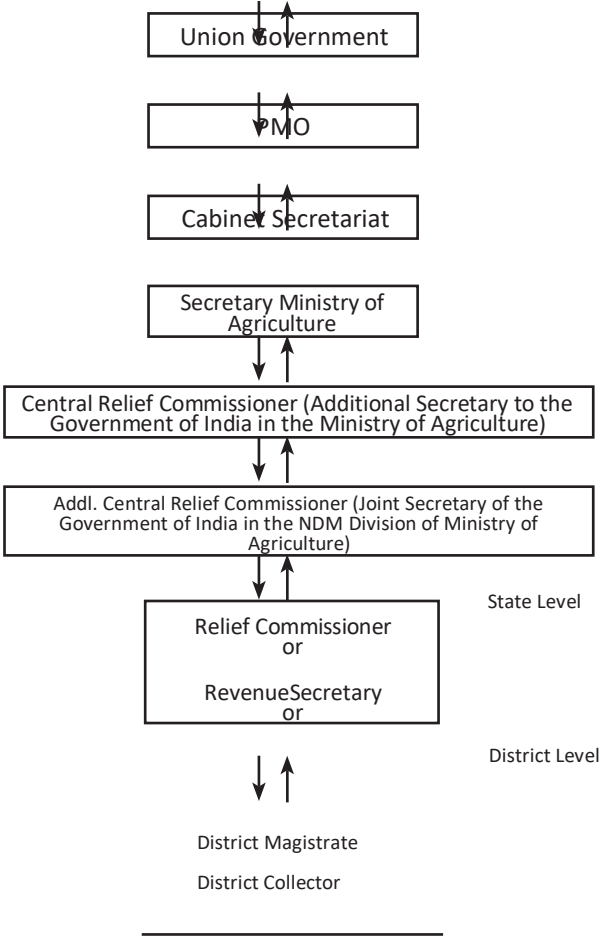 Union Government
PMO
Cabinet Secretariat
Secretary Ministry of
Agriculture
Central Relief Commissioner (Additional Secretary to the
Government of India in the Ministry of Agriculture)
Addl. Central Relief Commissioner (Joint Secretary of the
Government of India in the NDM Division of Ministry of
Agriculture)
State Level
Relief Commissioner
or
RevenueSecretary
or
District Level
District Magistrate
District Collector